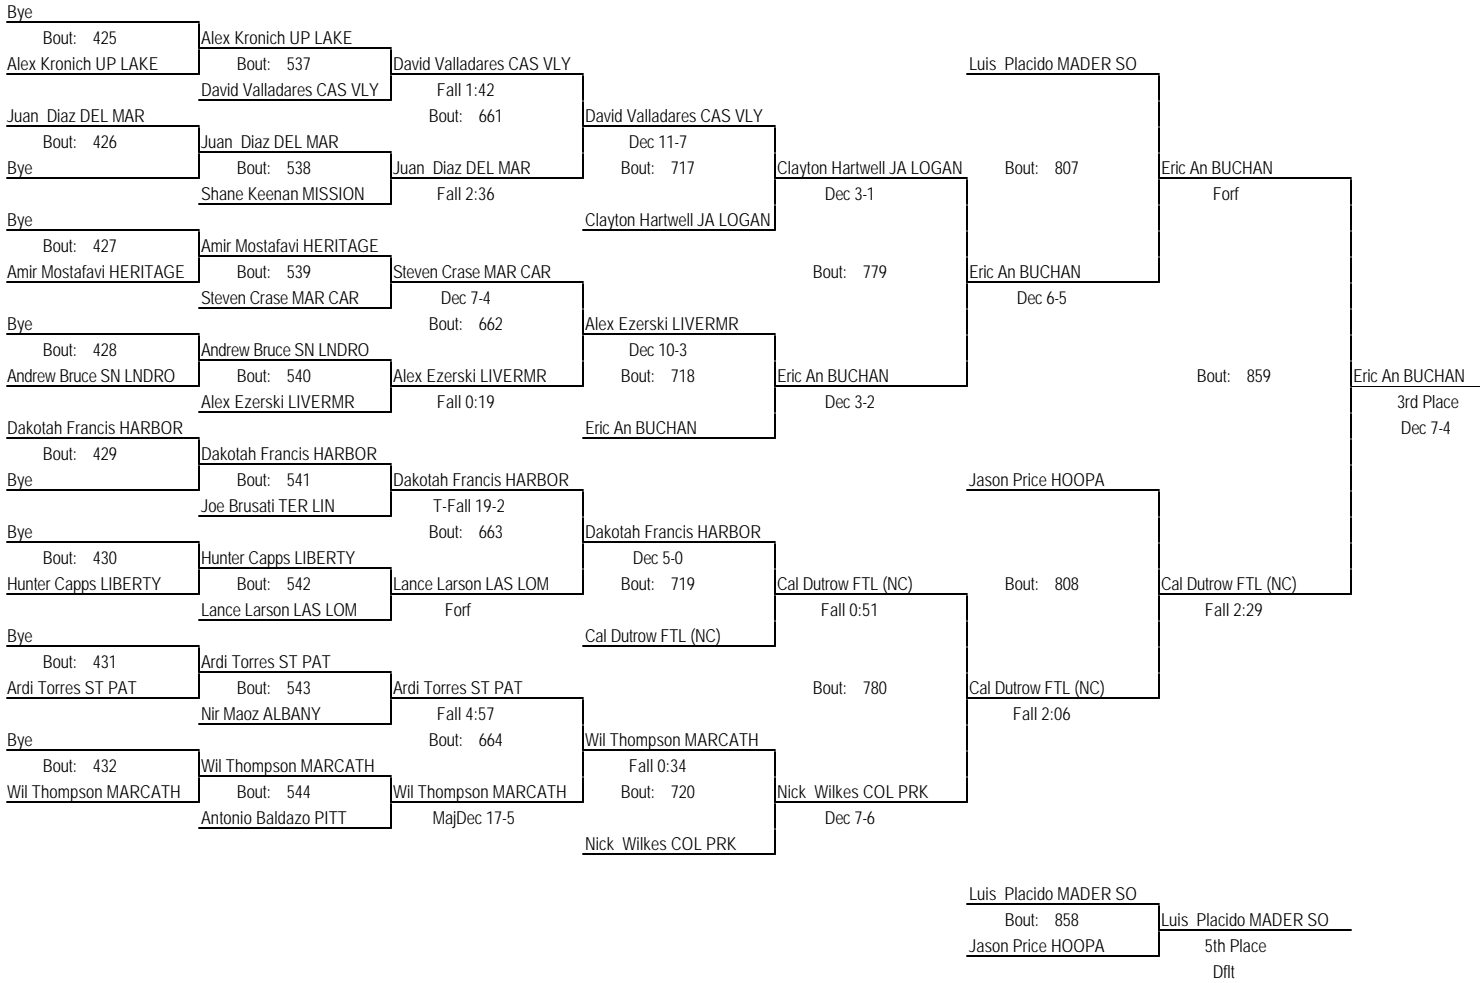 Bye
Bout: 425
Alex Kronich UP LAKE
Juan Diaz DEL MAR
Bout: 426
Bye
Bye
Bout: 427
Amir Mostafavi HERITAGE
Bye
Bout: 428
Andrew Bruce SN LNDRO
Dakotah Francis HARBOR
Bout: 429
Bye
Bye
Bout: 430
Hunter Capps LIBERTY
Bye
Bout: 431
Ardi Torres ST PAT
Bye
Bout: 432
Wil Thompson MARCATH
Alex Kronich UP LAKE
Bout: 537
David Valladares CAS VLY
Juan Diaz DEL MAR
Bout: 538
Shane Keenan MISSION
Amir Mostafavi HERITAGE
Bout: 539
Steven Crase MAR CAR
Andrew Bruce SN LNDRO
Bout: 540
Alex Ezerski LIVERMR
Dakotah Francis HARBOR
Bout: 541
Joe Brusati TER LIN
Hunter Capps LIBERTY
Bout: 542
Lance Larson LAS LOM
Ardi Torres ST PAT
Bout: 543
Nir Maoz ALBANY
Wil Thompson MARCATH
Bout: 544
Antonio Baldazo PITT
David Valladares CAS VLY
Fall 1:42
Bout: 661
Juan Diaz DEL MAR
Fall 2:36
Steven Crase MAR CAR
Dec 7-4
Bout: 662
Alex Ezerski LIVERMR
Fall 0:19
Dakotah Francis HARBOR
T-Fall 19-2
Bout: 663
Lance Larson LAS LOM
Forf
Ardi Torres ST PAT
Fall 4:57
Bout: 664
Wil Thompson MARCATH
MajDec 17-5
David Valladares CAS VLY
Dec 11-7
Bout: 717
Clayton Hartwell JA LOGAN
Alex Ezerski LIVERMR
Dec 10-3
Bout: 718
Eric An BUCHAN
Dakotah Francis HARBOR
Dec 5-0
Bout: 719
Cal Dutrow FTL (NC)
Wil Thompson MARCATH
Fall 0:34
Bout: 720
Nick Wilkes COL PRK
Clayton Hartwell JA LOGAN
Dec 3-1
Bout: 779
Eric An BUCHAN
Dec 3-2
Cal Dutrow FTL (NC)
Fall 0:51
Bout: 780
Nick Wilkes COL PRK
Dec 7-6
Luis Placido MADER SO
Bout: 807
Eric An BUCHAN
Dec 6-5
Jason Price HOOPA
Bout: 808
Cal Dutrow FTL (NC)
Fall 2:06
Eric An BUCHAN
Forf
Bout: 859
Cal Dutrow FTL (NC)
Fall 2:29
Eric An BUCHAN
3rd Place
Dec 7-4
Luis Placido MADER SO
Bout: 858
Jason Price HOOPA
Luis Placido MADER SO
5th Place
Dflt